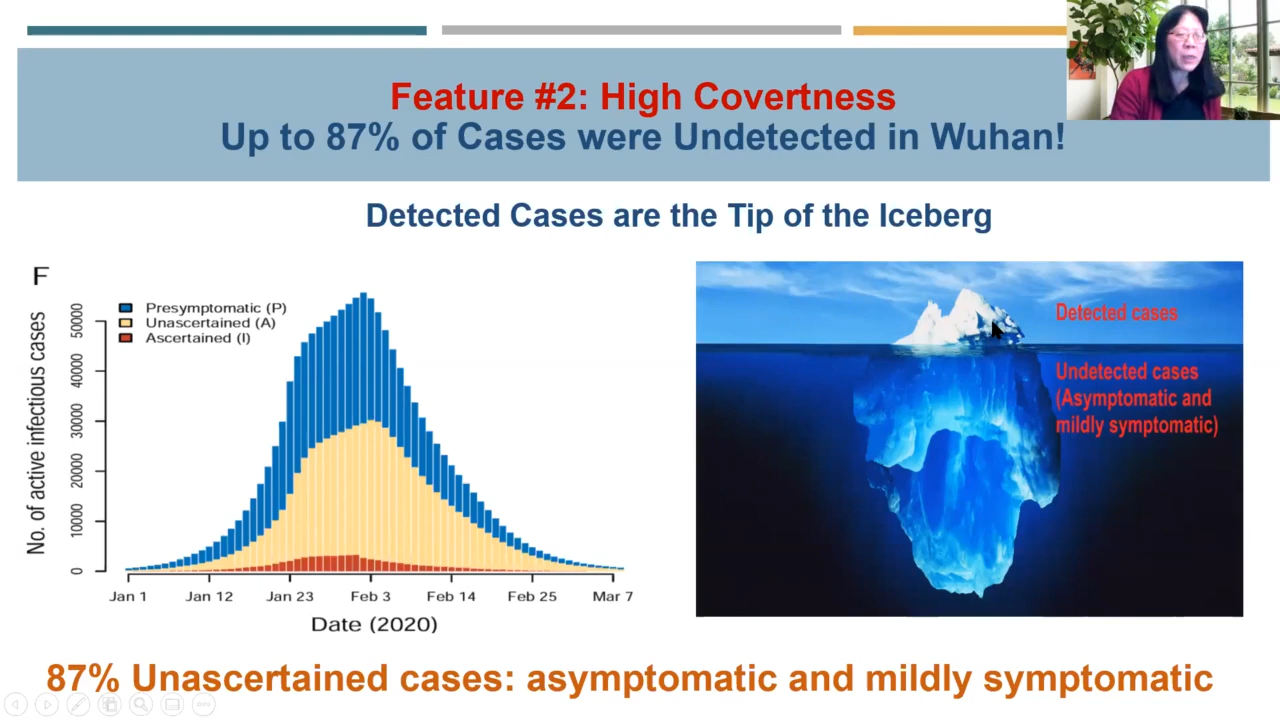 Feature #2: High Covertness
Up to 87% of Cases were Undetected in Wuhan!
Detected Cases are the Tip of the Iceberg
F
Presymptomatic (P)
Unascertained (A)
Ascertained (I)
No. of active infectious cases
50000
40000
30000
20000
10000
0
Jan 1 Jan 12 Jan 23 Feb 3 Feb 14 Feb 25 Mar 7
Date (2020)
Detected cases
Undetected cases
(Asymptomatic and
mildly symptomatic)
87% Unascertained cases: asymptomatic and mildly symptomatic